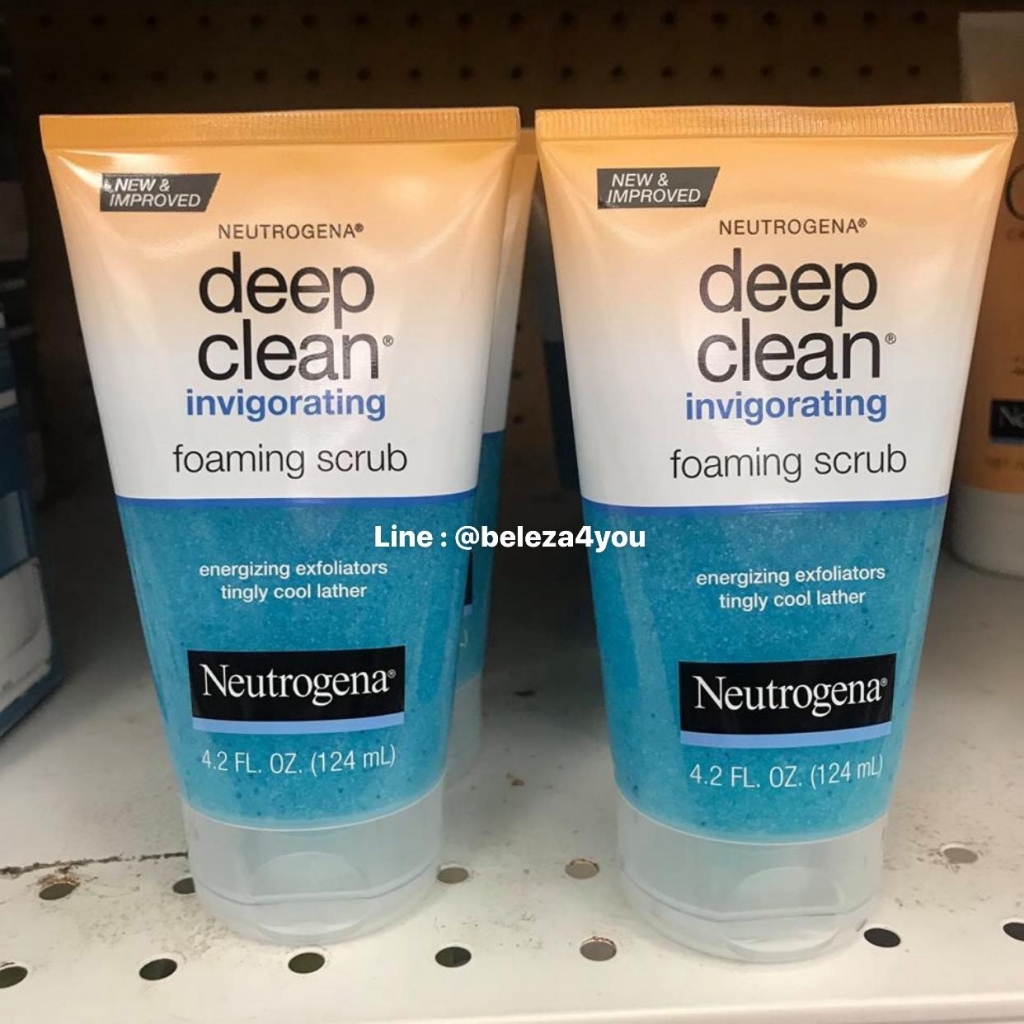 NEW &
IMPROVED
NEUTROGENA®
deep
clean®
invigorating
foaming scrub
energizing exfoliators
tingly cool lather
Neutrogena®
4.2 FL. OZ. (124 mL)
NEW &
IMPROVED
NEUTROGENA®
deep
clean®
invigorating
foaming scrub
energizing exfoliators
tingly cool lather
Neutrogena®
4.2 FL. OZ. (124 mL)
Line : @beleza4you